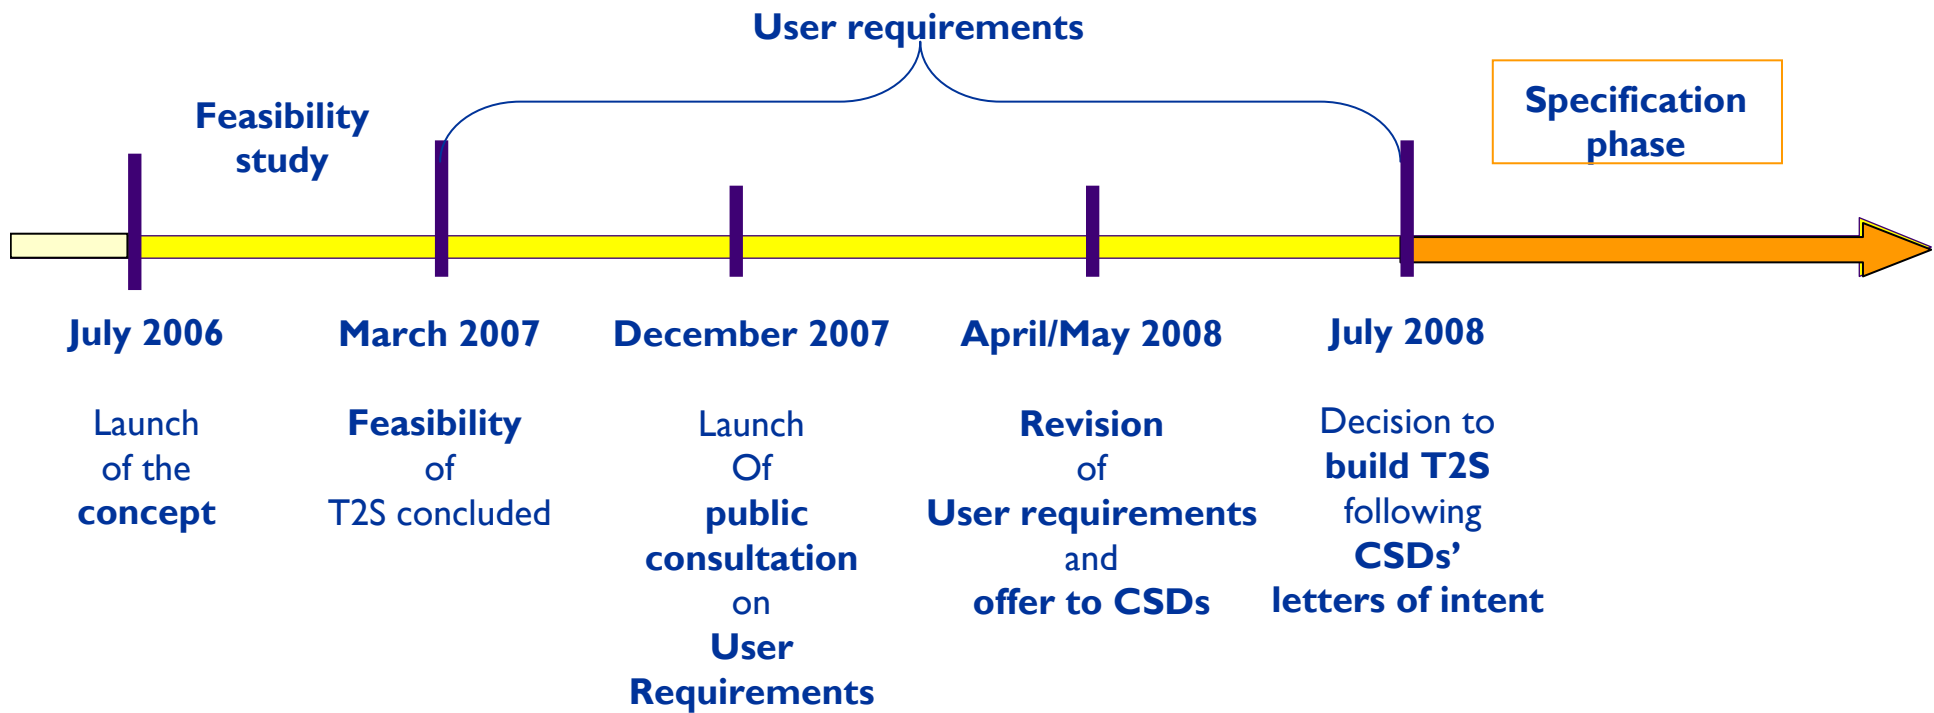 User requirements
Feasibility
study
Specification
phase
July 2006
March 2007
December 2007
April/May 2008
July 2008
Launch
of the
concept
Feasibility
of
T2S concluded
Launch
Of
public
consultation
on
User
Requirements
Revision
of
User requirements
and
offer to CSDs
Decision to
build T2S
following
CSDs’
letters of intent